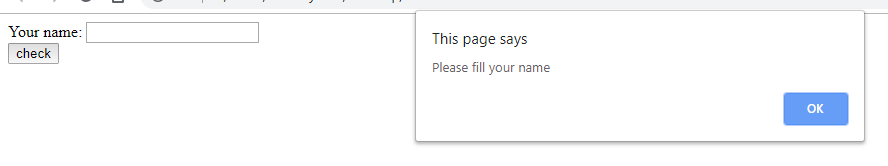 Your name:
check
This page says
Please fill your name
OK